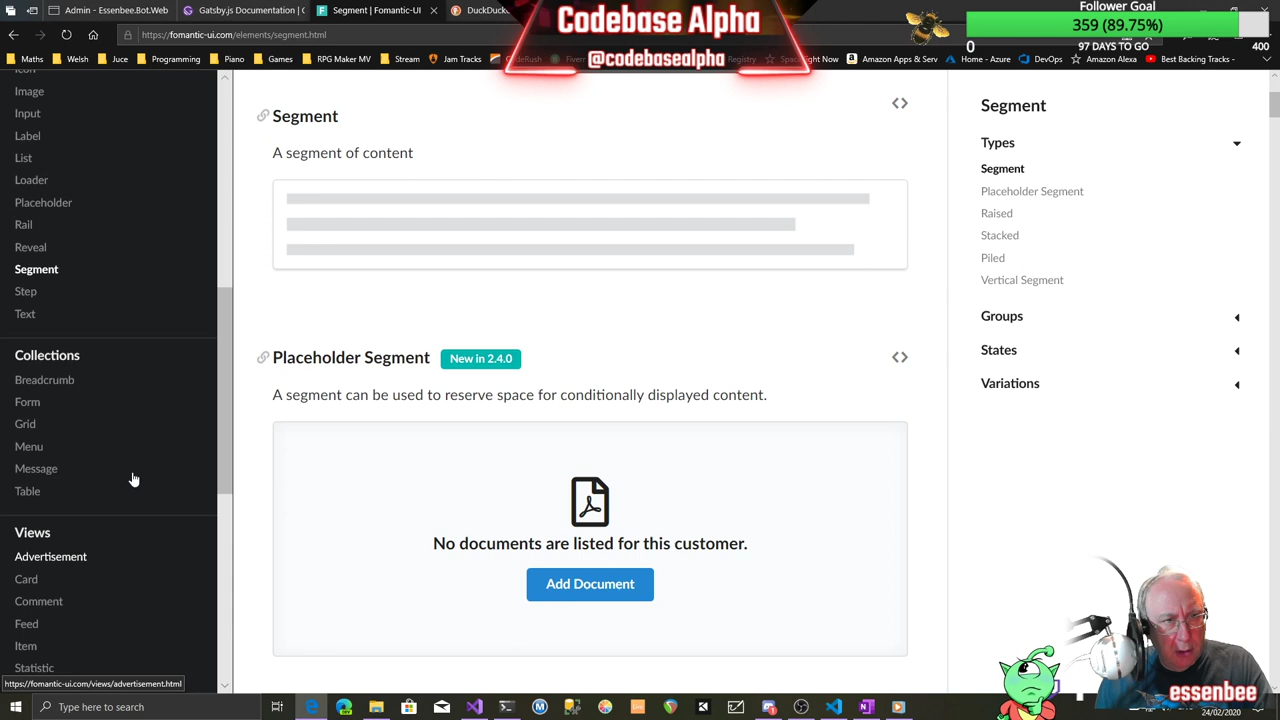 Admin - Essenbee.Bot.Web
Gatsby.js Documentation | G
Segment | Fomantic-UI
DuckDuck
Codebase Alpha
@codebasealpha
Follower Goal
359 (89.75%)
0
97 DAYS TO GO
400
https://fomantic-ui.com/elements/segment.html
Maths
Welsh
Juce
Programming
Piano
Games
RPG Maker MV
Stream
Jam Tracks
CodeRush
Fiverr
Registry
Amazon Apps & Serv
Home - Azure
DevOps
Amazon Alexa
Best Backing Tracks -
Icon
Image
Input
Label
List
Loader
Placeholder
Rail
Reveal
Segment
Step
Text
Collections
Breadcrumb
Form
Grid
Menu
Message
Table
Views
Advertisement
Card
Comment
Feed
Item
Statistic
https://fomantic-ui.com/views/advertisement.html
Segment
A segment of content
Placeholder Segment
New in 2.4.0
A segment can be used to reserve space for conditionally displayed content.
No documents are listed for this customer.
Add Document
Segment
Types
Segment
Placeholder Segment
Raised
Stacked
Piled
Vertical Segment
Groups
States
Variations
essenbee
Type here to search
24/02/2020